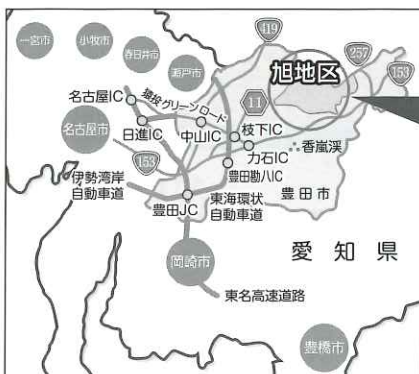 419
一宮市
小牧市
春日井市
瀬戸市
旭地区
257
153
名古屋IC
猿投グリーンロード
11
枝下IC
名古屋市
日進IC
中山IC
香嵐渓
力石IC
153
豊田勘八IC
伊勢湾岸
自動車道
豊田市
東海環状
自動車道
豊田JC
岡崎市
愛知県
東名高速道路
豊橋市